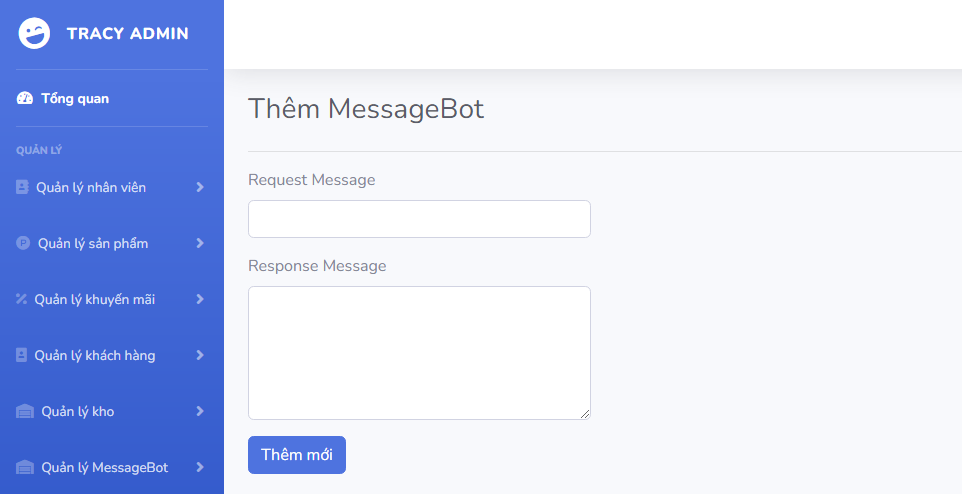 TRACY ADMIN
Tổng quan
QUẢN LÝ
Quản lý nhân viên
Quản lý sản phẩm
Quản lý khuyến mãi
Quản lý khách hàng
Quản lý kho
Quản lý MessageBot
Thêm MessageBot
Request Message
Response Message
Thêm mới